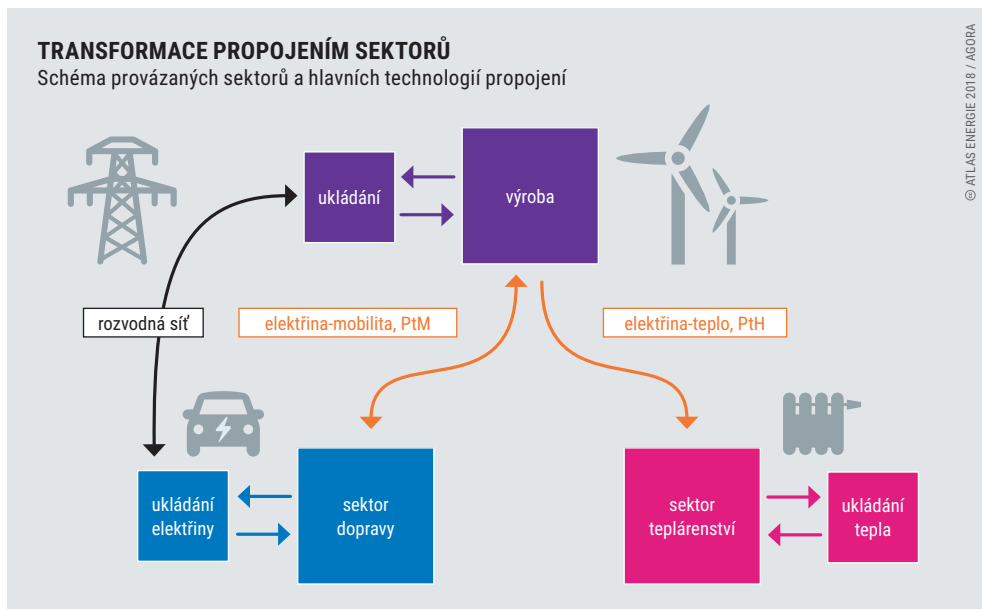 TRANSFORMACE PROPOJENÍM SEKTORŮ
Schéma provázaných sektorů a hlavních technologií propojení
© ATLAS ENERGIE 2018 / AGORA
ukládání
výroba
rozvodná síť
elektřina-mobilita, PtM
elektřina-teplo, PtH
ukládání
elektřiny
sektor
dopravy
sektor
teplárenství
ukládání
tepla